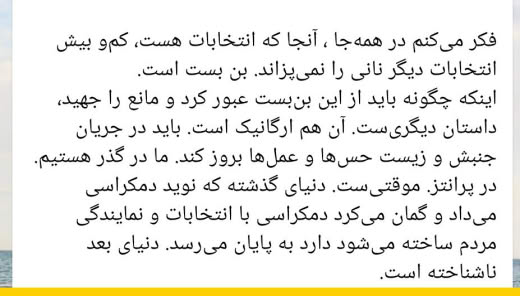 فکر می‌کنم در همه‌جا ، آنجا که انتخابات هست، کم‌و بیش
انتخابات دیگر نانی را نمی‌پزاند. بن بست است.
اینکه چگونه باید از این بن‌بست عبور کرد و مانع را جهید،
داستان دیگری‌ست. آن هم ارگانیک است. باید در جریان
جنبش و زیست حس‌ها و عمل‌ها بروز کند. ما در گذر هستیم.
در پرانتز. موقتی‌ست. دنیای گذشته که نوید دمکراسی
می‌داد و گمان می‌کرد دمکراسی با انتخابات و نمایندگی
مردم ساخته می‌شود دارد به پایان می‌رسد. دنیای بعد
ناشناخته است.